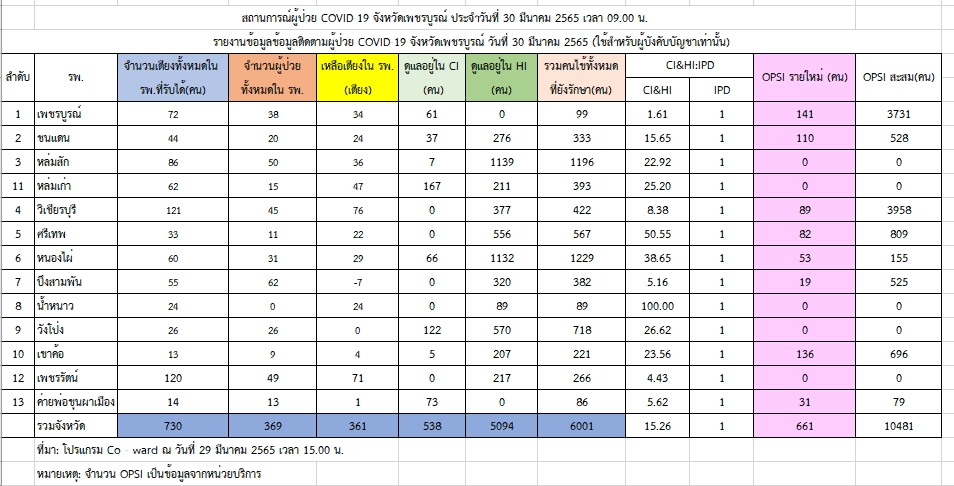 สถานการณ์ผู้ป่วย COVID 19 จังหวัดเพชรบูรณ์ ประจำวันที่ 30 มีนาคม 2565 เวลา 09.00 น.
รายงานข้อมูลข้อมูลติดตามผู้ป่วย COVID 19 จังหวัดเพชรบูรณ์ วันที่ 30 มีนาคม 2565 (ใช้สำหรับผู้บังคับบัญชาเท่านั้น)
ลำดับ รพ. จำนวนเตียงทั้งหมดใน จำนวนผู้ป่วย เหลือเตียงใน รพ. ดูแลอยู่ใน CI ดูแลอยู่ใน HI รวมคนไข้ทั้งหมด CI&HI:IPD OPSI รายใหม่ (คน) OPSI สะสม(คน)
รพ.ที่รับได้(คน) ทั้งหมดใน รพ. (เตียง) (คน) (คน) ที่ยังรักษา(คน) CI&HI IPD
1 เพชรบูรณ์ 72 38 34 61 0 99 1.61 1 141 3731
2 ชนแดน 44 20 24 37 276 333 15.65 1 110 528
3 หล่มสัก 86 50 36 7 1139 1196 22.92 1 0 0
11 หล่มเก่า 62 15 47 167 211 393 25.20 1 0 0
4 วิเชียรบุรี 121 45 76 0 377 422 8.38 1 89 3958
5 ศรีเทพ 33 11 22 0 556 567 50.55 1 82 809
6 หนองไผ่ 60 31 29 66 1132 1229 38.65 1 53 155
7 บึงสามพัน 55 62 -7 0 320 382 5.16 1 19 525
8 น้ำหนาว 24 0 24 0 89 89 100.00 1 0 0
9 วังโป่ง 26 26 0 122 570 718 26.62 1 0 0
10 เขาค้อ 13 9 4 5 207 221 23.56 1 136 696
12 เพชรรัตน์ 120 49 71 0 217 266 4.43 1 0 0
13 ค่ายพ่อขุนผาเมือง 14 13 1 73 0 86 5.62 1 31 79
รวมจังหวัด 730 369 361 538 5094 6001 15.26 1 661 10481
ที่มา: โปรแกรม Co - ward ณ วันที่ 29 มีนาคม 2565 เวลา 15.00 น.
หมายเหตุ: จำนวน OPSI เป็นข้อมูลจากหน่วยบริการ